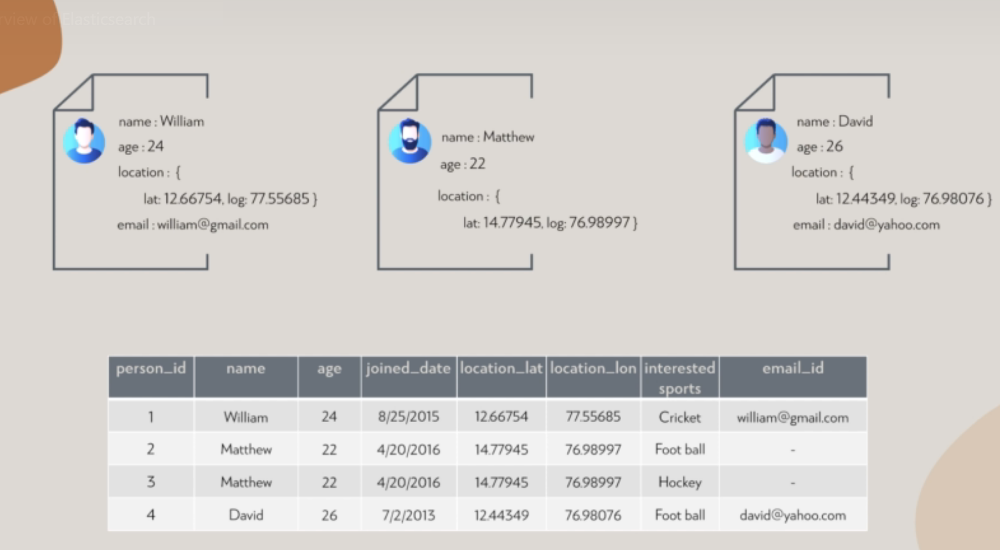 rview of Elasticsearch
name : William
age : 24
location : {
lat: 12.66754, log: 77.55685 }
email : william@gmail.com
name : Matthew
age : 22
location : {
lat: 14.77945, log: 76.98997 }
name : David
age : 26
location : {
lat: 12.44349, log: 76.98076 }
email : david@yahoo.com
person_id name age joined_date location_lat location_lon interested sports email_id
1 William 24 8/25/2015 12.66754 77.55685 Cricket william@gmail.com
2 Matthew 22 4/20/2016 14.77945 76.98997 Foot ball -
3 Matthew 22 4/20/2016 14.77945 76.98997 Hockey -
4 David 26 7/2/2013 12.44349 76.98076 Foot ball david@yahoo.com